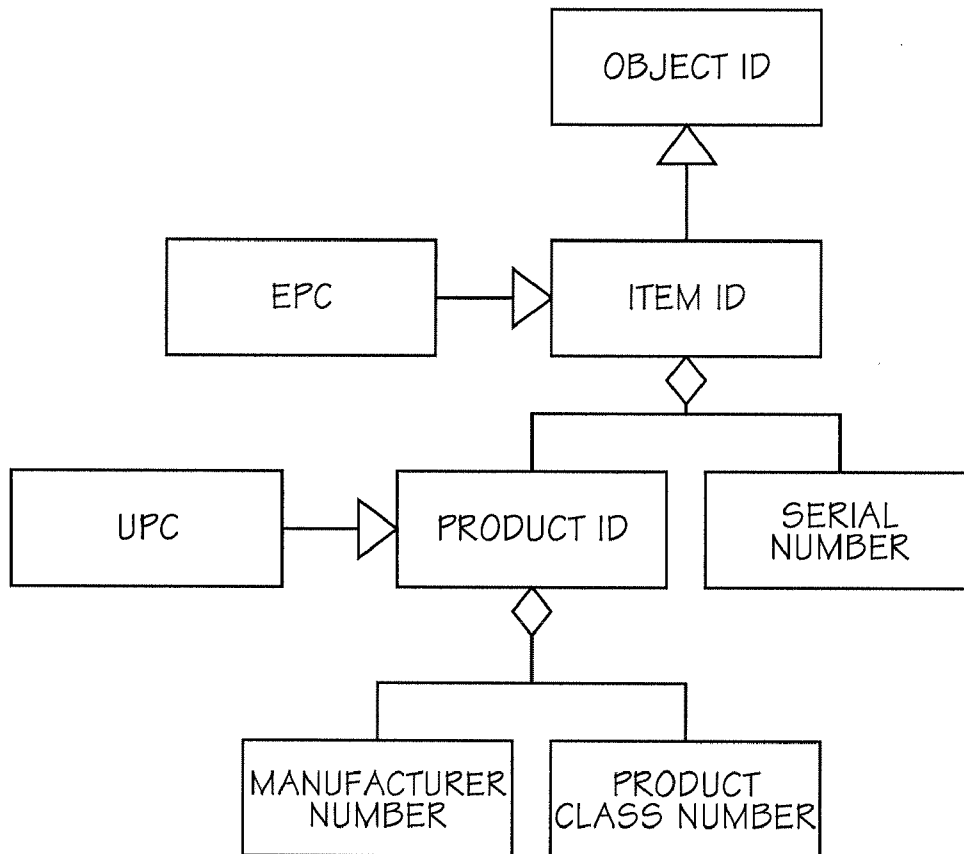 OBJECT ID
EPC
ITEM ID
UPC
PRODUCT ID
SERIAL
NUMBER
MANUFACTURER
NUMBER
PRODUCT
CLASS NUMBER